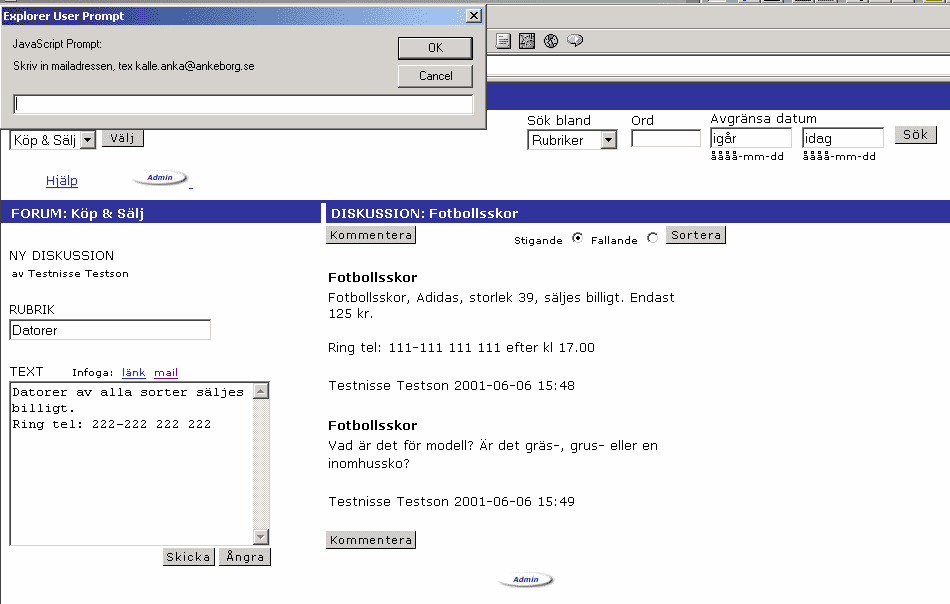 Explorer User Prompt
JavaScript Prompt:
Skriv in mailadressen, tex kalle.anka@ankeborg.se
OK
Cancel
Köp & Sälj
Välj
Sök bland
Rubriker
Ord
Avgränsa datum
igår
idag
Sök
åååå-mm-dd
åååå-mm-dd
Hjälp
Admin
FORUM: Köp & Sälj
NY DISKUSSION
av Testnisse Testson
RUBRIK
Datorer
TEXT Infoga: länk mail
Datorer av alla sorter säljes
billigt.
Ring tel: 222-222 222 222
Skicka
Ångra
DISKUSSION: Fotbollsskor
Kommentera
Stigande
Fallande
Sortera
Fotbollsskor
Fotbollsskor, Adidas, storlek 39, säljes billigt. Endast
125 kr.
Ring tel: 111-111 111 111 efter kl 17.00
Testnisse Testson 2001-06-06 15:48
Fotbollsskor
Vad är det för modell? Är det gräs-, grus- eller en
inomhussko?
Testnisse Testson 2001-06-06 15:49
Kommentera
Admin